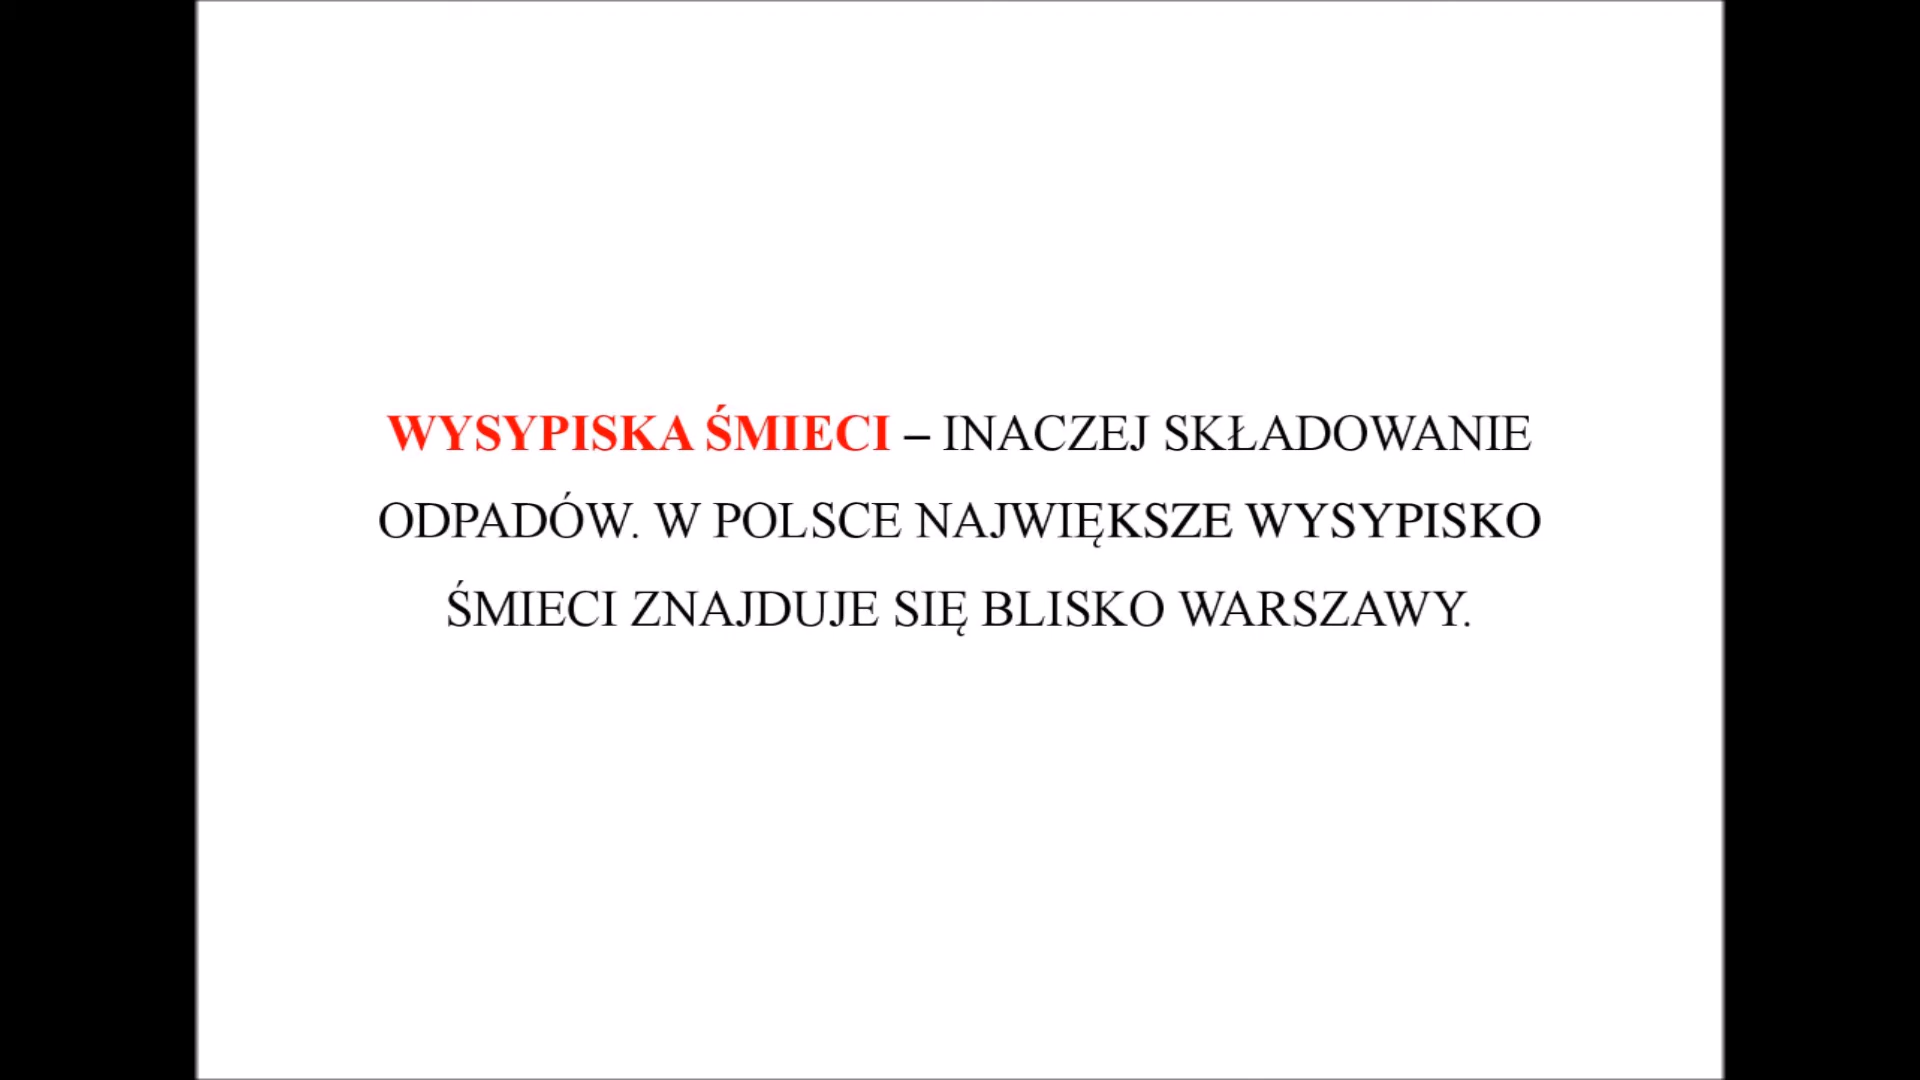 WYSYPISKA ŚMIECI – INACZEJ SKŁADOWANIE
ODPADÓW. W POLSCE NAJWIĘKSZE WYSYPISKO
ŚMIECI ZNAJDUJE SIĘ BLISKO WARSZAWY.